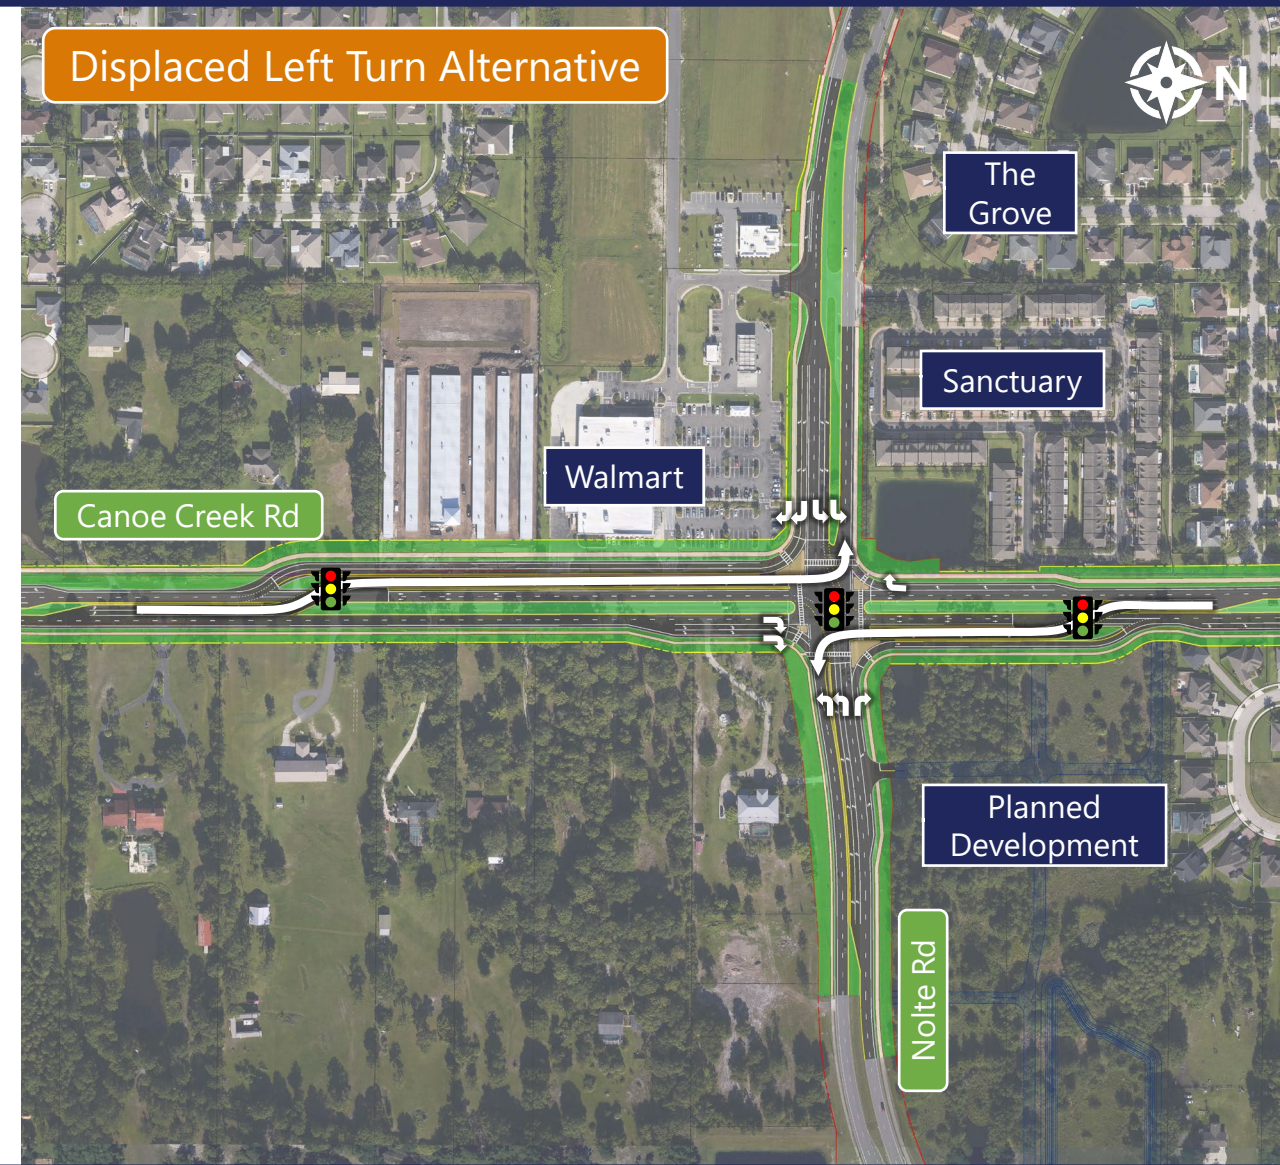 Displaced Left Turn Alternative
N
The
Grove
Sanctuary
Walmart
Canoe Creek Rd
Planned
Development
Nolte Rd